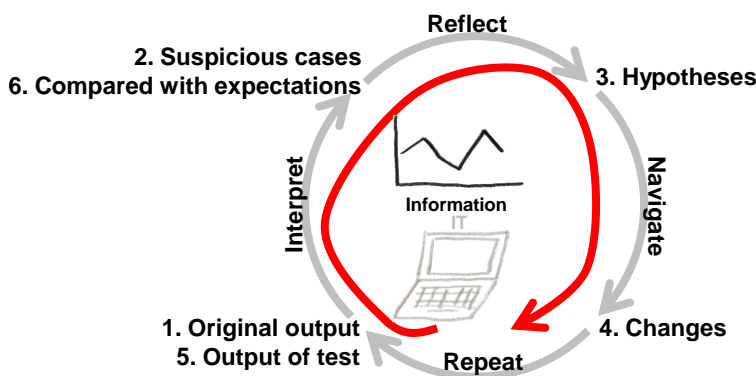 Reflect
2. Suspicious cases
6. Compared with expectations
3. Hypotheses
Interpret
Information
IT
Navigate
1. Original output
5. Output of test
4. Changes
Repeat